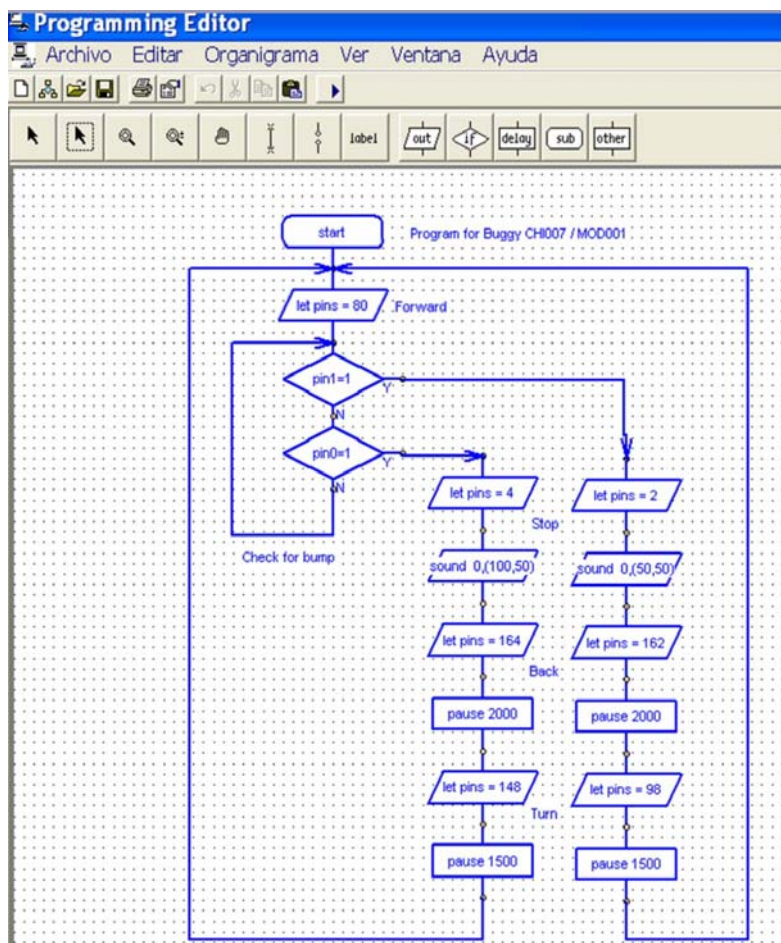 Programming Editor
Archivo Editar Organigrama Ver Ventana Ayuda
label out if delay sub other
start Program for Buggy CHI007 / MOD001
let pins = 80 Forward
pin1=1
Y
N
pin0=1
Y
N
Check for bump
let pins = 4
let pins = 2
Stop
sound 0,(100,50)
sound 0,(50,50)
let pins = 164
let pins = 162
Back
pause 2000
pause 2000
let pins = 148
let pins = 98
Turn
pause 1500
pause 1500